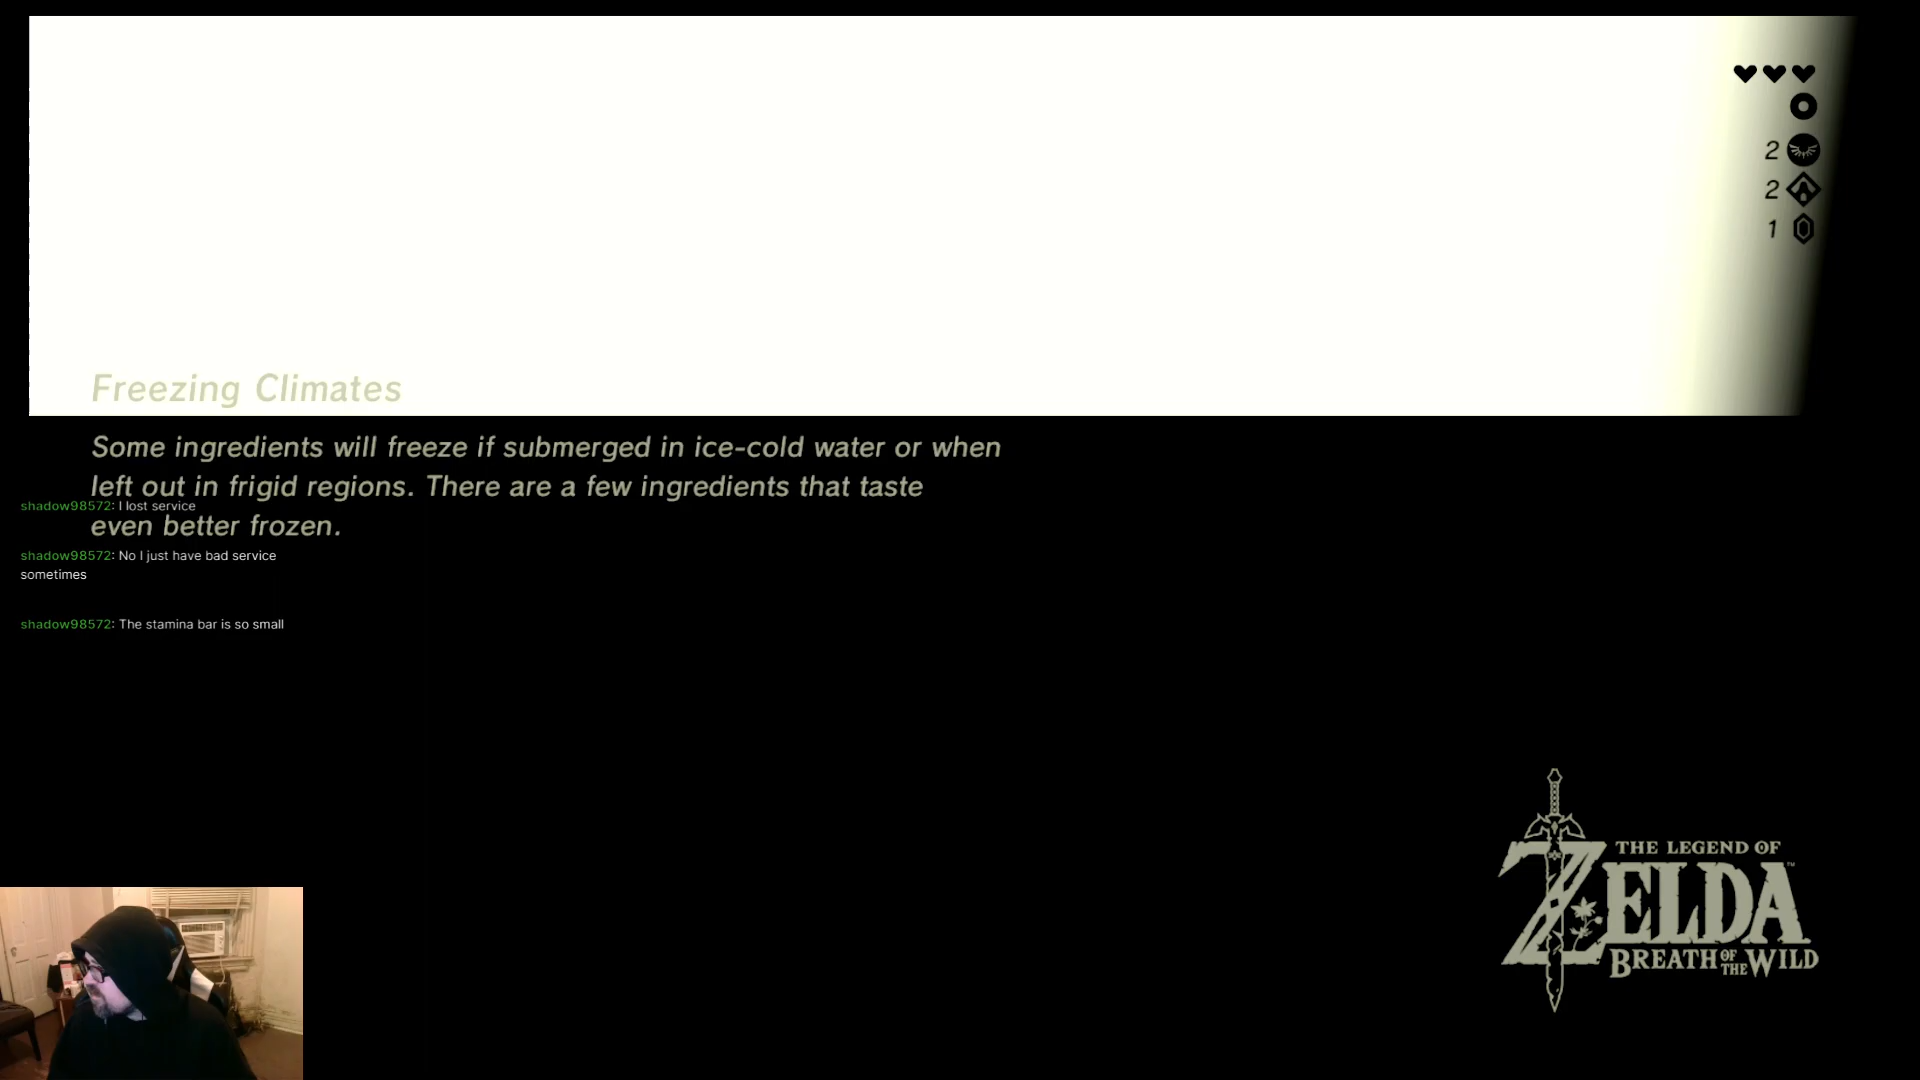 2
2
1
Freezing Climates
Some ingredients will freeze if submerged in ice-cold water or when
left out in frigid regions. There are a few ingredients that taste
even better frozen.
shadow98572: I lost service
shadow98572: No I just have bad service
sometimes
shadow98572: The stamina bar is so small
THE LEGEND OF
ZELDA™
BREATH OF THE WILD